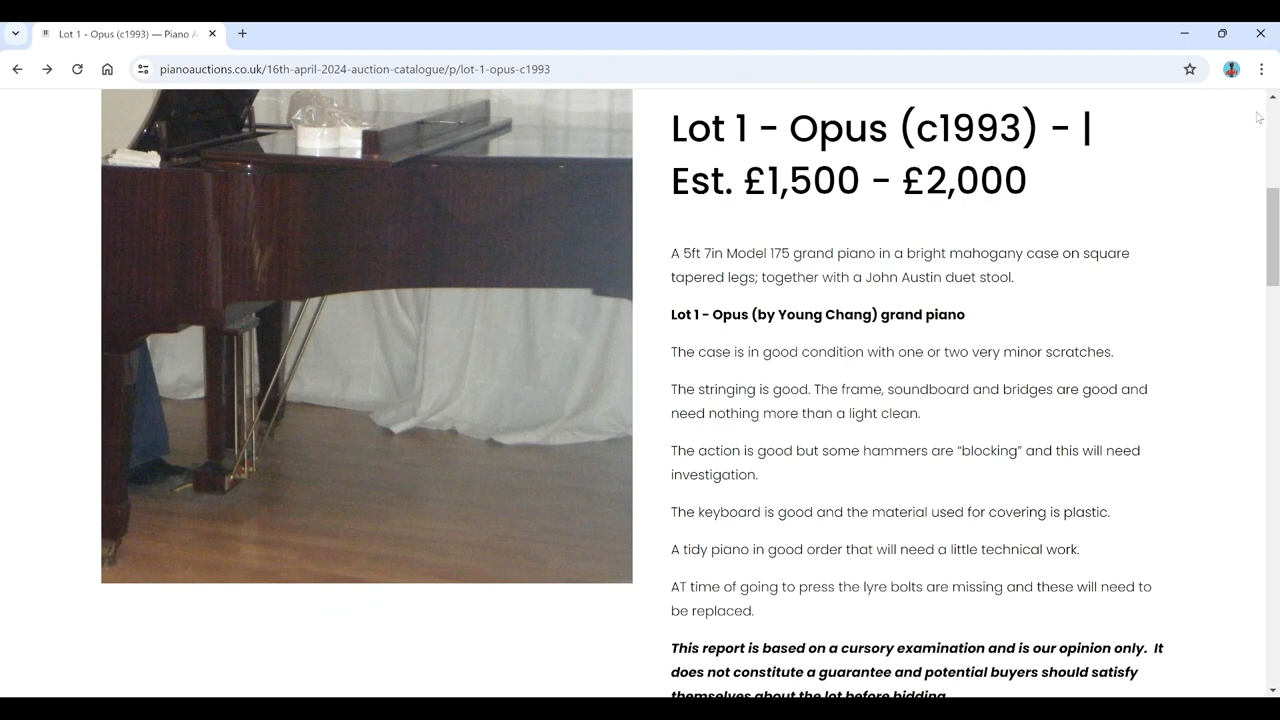 Lot 1 - Opus (c1993) — Piano A
pianoauctions.co.uk/16th-april-2024-auction-catalogue/p/lot-1-opus-c1993
Lot 1 - Opus (c1993) - |
Est. £1,500 - £2,000
A 5ft 7in Model 175 grand piano in a bright mahogany case on square
tapered legs; together with a John Austin duet stool.
Lot 1 - Opus (by Young Chang) grand piano
The case is in good condition with one or two very minor scratches.
The stringing is good. The frame, soundboard and bridges are good and
need nothing more than a light clean.
The action is good but some hammers are “blocking” and this will need
investigation.
The keyboard is good and the material used for covering is plastic.
A tidy piano in good order that will need a little technical work.
AT time of going to press the lyre bolts are missing and these will need to
be replaced.
This report is based on a cursory examination and is our opinion only.  It
does not constitute a guarantee and potential buyers should satisfy
themselves about the lot before bidding.